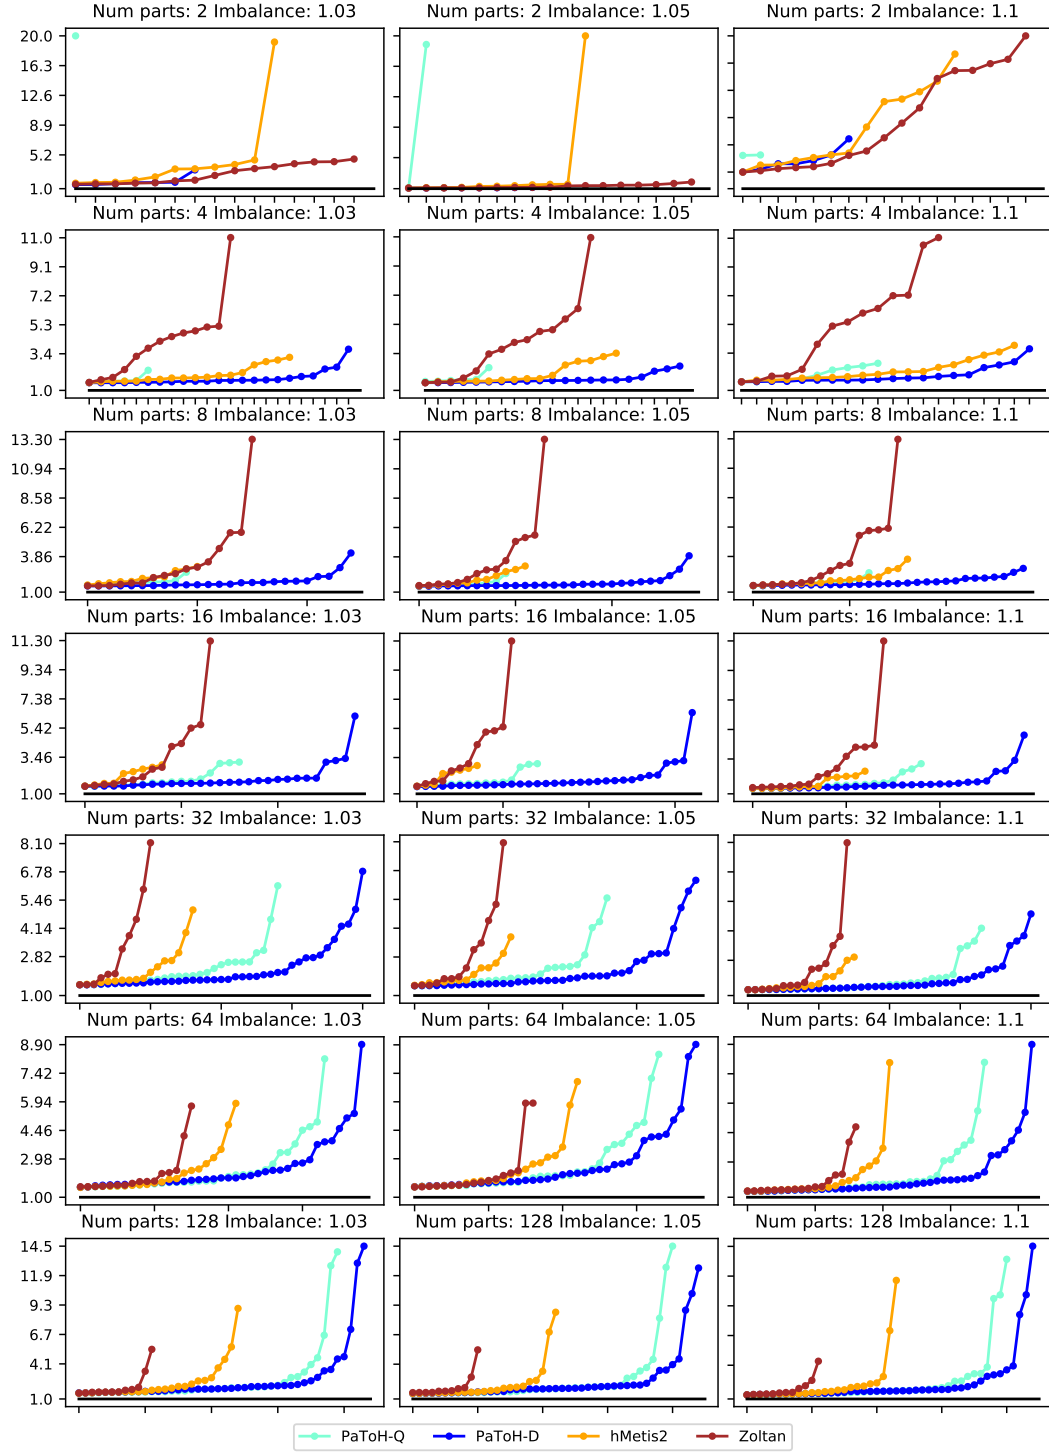 Num parts: 2 Imbalance: 1.03
Num parts: 2 Imbalance: 1.05
Num parts: 2 Imbalance: 1.1
20.0
16.3
12.6
8.9
5.2
1.0
Num parts: 4 Imbalance: 1.03
Num parts: 4 Imbalance: 1.05
Num parts: 4 Imbalance: 1.1
11.0
9.1
7.2
5.3
3.4
1.0
Num parts: 8 Imbalance: 1.03
Num parts: 8 Imbalance: 1.05
Num parts: 8 Imbalance: 1.1
13.30
10.94
8.58
6.22
3.86
1.00
Num parts: 16 Imbalance: 1.03
Num parts: 16 Imbalance: 1.05
Num parts: 16 Imbalance: 1.1
11.30
9.34
7.38
5.42
3.46
1.00
Num parts: 32 Imbalance: 1.03
Num parts: 32 Imbalance: 1.05
Num parts: 32 Imbalance: 1.1
8.10
6.78
5.46
4.14
2.82
1.00
Num parts: 64 Imbalance: 1.03
Num parts: 64 Imbalance: 1.05
Num parts: 64 Imbalance: 1.1
8.90
7.42
5.94
4.46
2.98
1.00
Num parts: 128 Imbalance: 1.03
Num parts: 128 Imbalance: 1.05
Num parts: 128 Imbalance: 1.1
14.5
11.9
9.3
6.7
4.1
1.0
PaToH-Q PaToH-D hMetis2 Zoltan